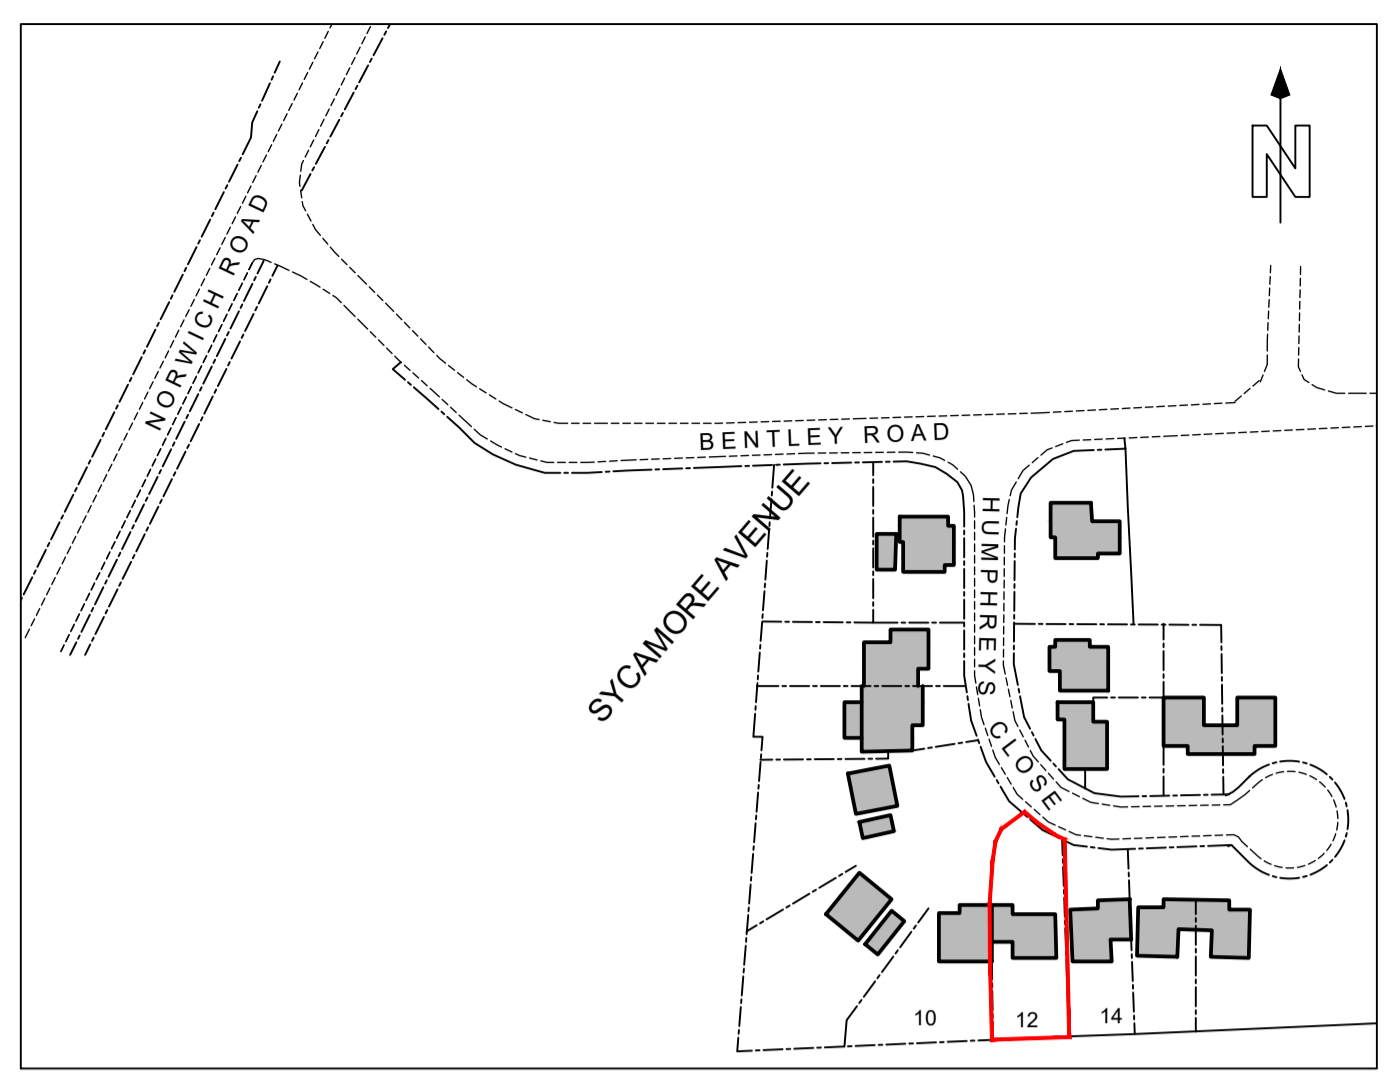 N
NORWICH ROAD
BENTLEY ROAD
SYCAMORE AVENUE
HUMPHREYS CLOSE
10
12
14